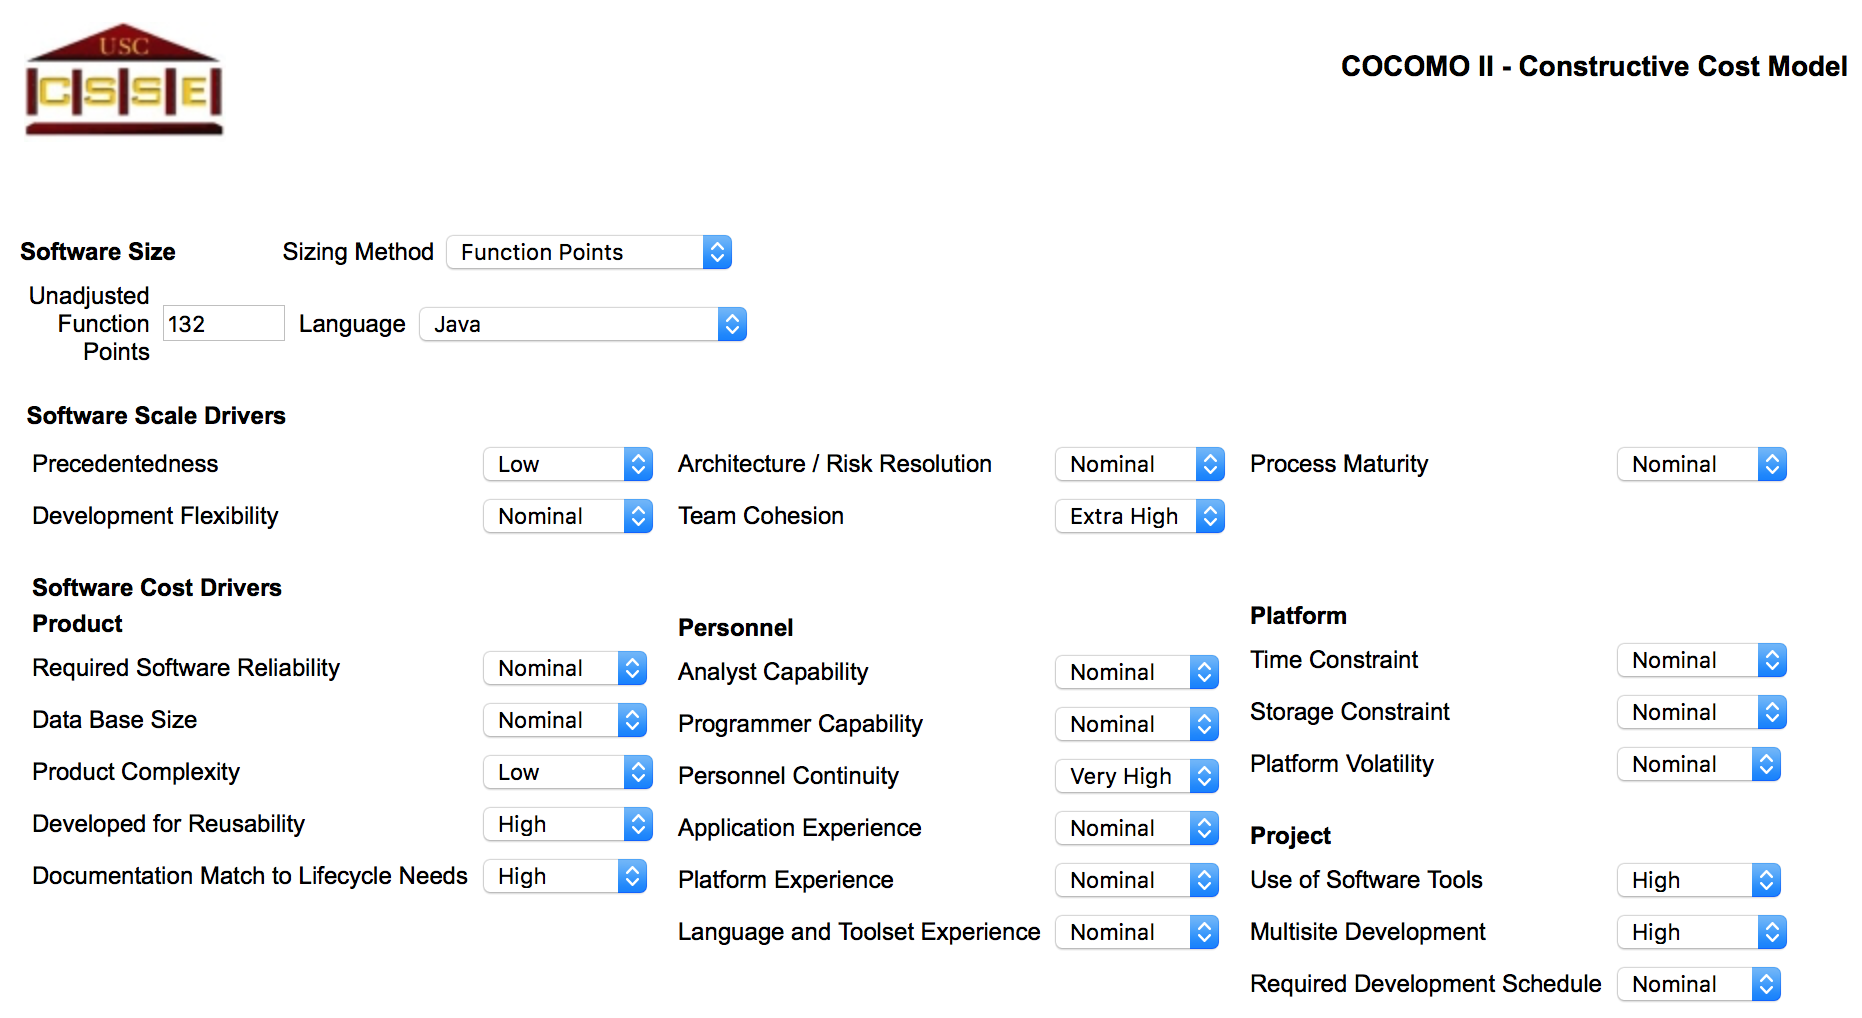 USC
CSSE
COCOMO II - Constructive Cost Model
Software Size Sizing Method Function Points
Unadjusted Function Points 132 Language Java
Software Scale Drivers
Precedentedness Low Architecture / Risk Resolution Nominal Process Maturity Nominal
Development Flexibility Nominal Team Cohesion Extra High
Software Cost Drivers
Product
Required Software Reliability Nominal
Data Base Size Nominal
Product Complexity Low
Developed for Reusability High
Documentation Match to Lifecycle Needs High
Personnel
Analyst Capability Nominal
Programmer Capability Nominal
Personnel Continuity Very High
Application Experience Nominal
Platform Experience Nominal
Language and Toolset Experience Nominal
Platform
Time Constraint Nominal
Storage Constraint Nominal
Platform Volatility Nominal
Project
Use of Software Tools High
Multisite Development High
Required Development Schedule Nominal